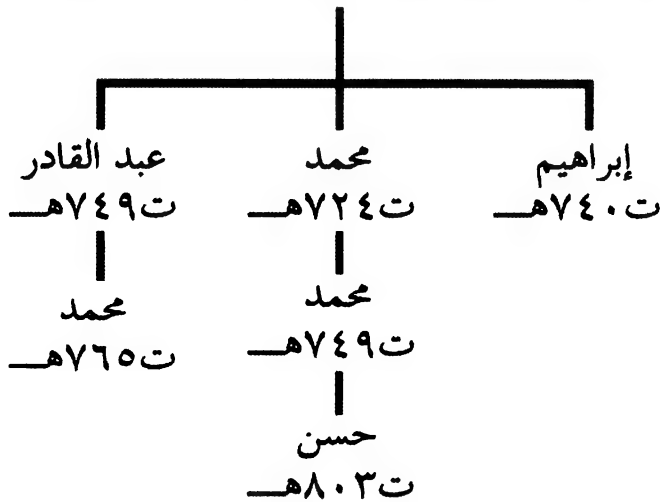 إبراهيم
ت٧٤٠هـ
محمد
ت٧٢٤هـ
عبد القادر
ت٧٤٩هـ
محمد
ت٧٤٩هـ
محمد
ت٧٦٥هـ
حسن
ت٨٠٣هـ